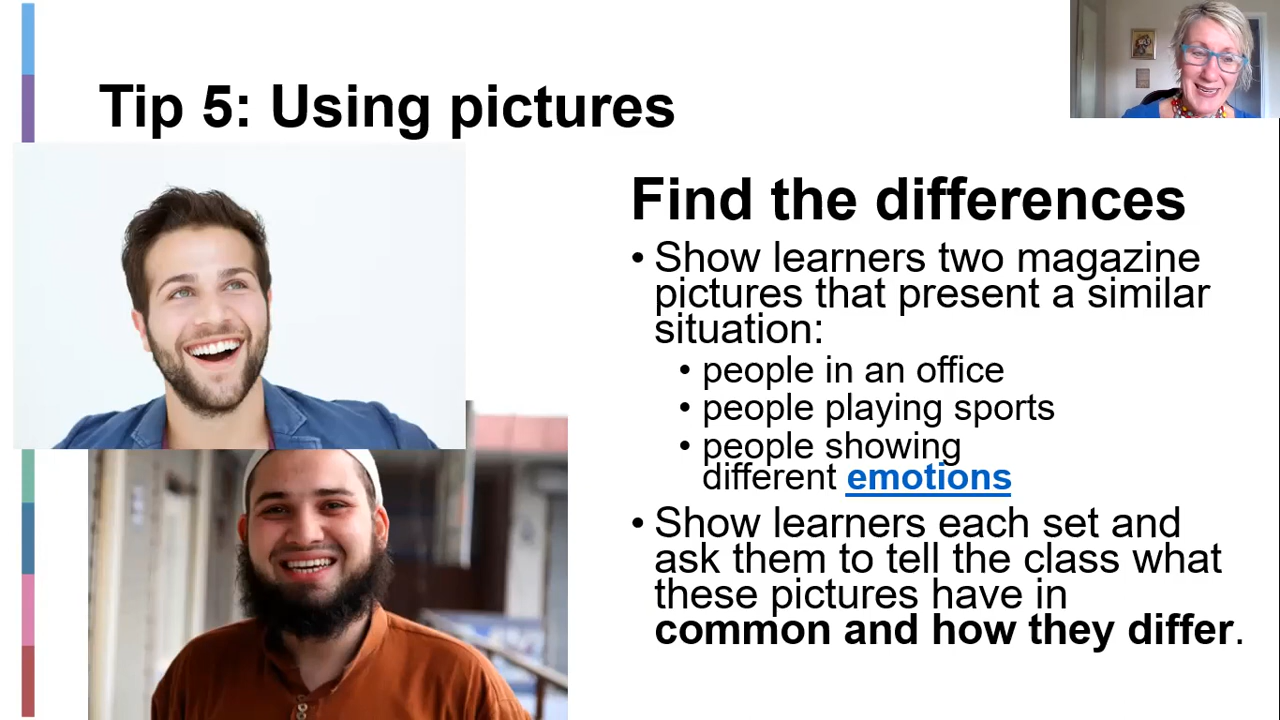 Tip 5: Using pictures
Find the differences
• Show learners two magazine
pictures that present a similar
situation:
• people in an office
• people playing sports
• people showing
different emotions
• Show learners each set and
ask them to tell the class what
these pictures have in
common and how they differ.